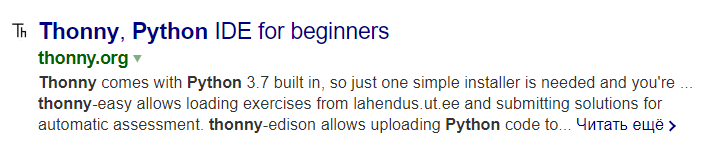 Th Thonny, Python IDE for beginners
thonny.org
Thonny comes with Python 3.7 built in, so just one simple installer is needed and you're ...
thonny-easy allows loading exercises from lahendus.ut.ee and submitting solutions for
automatic assessment. thonny-edison allows uploading Python code to... Читать ещё >